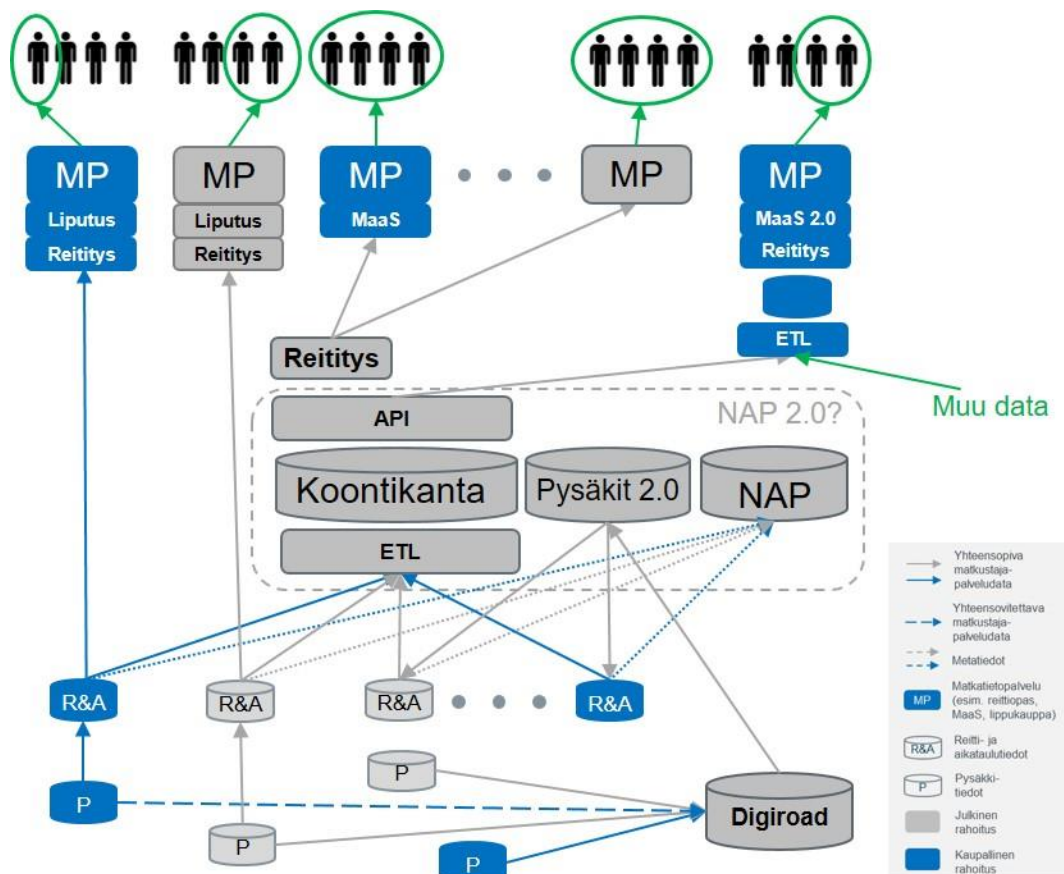 MP
Liputus
Reititys
MP
Liputus
Reititys
MP
MaaS
MP
MP
MaaS 2.0
Reititys
ETL
Reititys
Muu data
NAP 2.0?
API
Koontikanta
Pysäkit 2.0
NAP
ETL
R&A
R&A
R&A
R&A
P
P
P
P
Digiroad
Yhteensopiva
matkustaja-
palveludata
Yhteensovitettava
matkustaja-
palveludata
Metatiedot
MP
Matkatietopalvelu
(esim. reittiopas,
MaaS, lippukauppa)
R&A
Reitti- ja
aikataulutiedot
P
Pysäkki-
tiedot
Julkinen
rahoitus
Kaupallinen
rahoitus